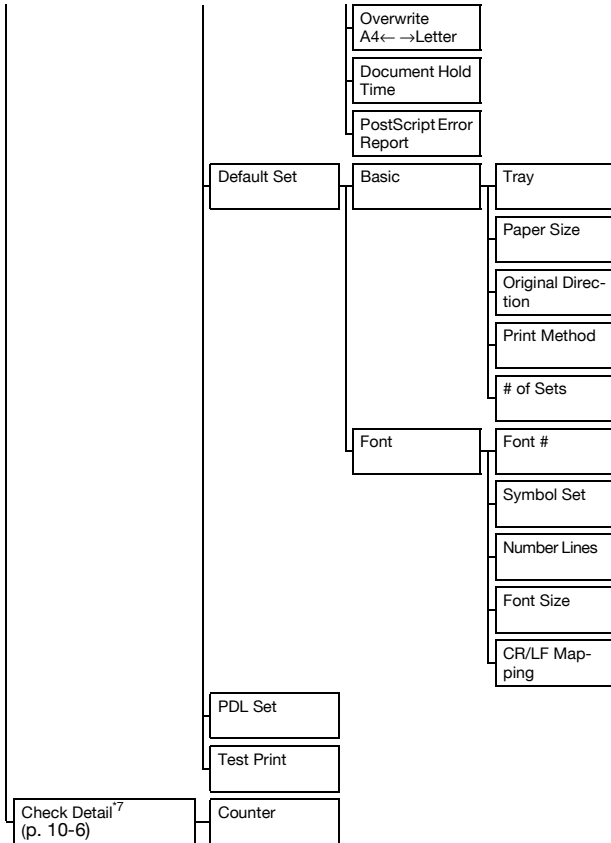 Overwrite
A4← →Letter
Document Hold
Time
PostScript Error
Report
Default Set
Basic
Tray
Paper Size
Original Direc-
tion
Print Method
# of Sets
Font
Font #
Symbol Set
Number Lines
Font Size
CR/LF Map-
ping
PDL Set
Test Print
Check Detail*7
(p. 10-6)
Counter